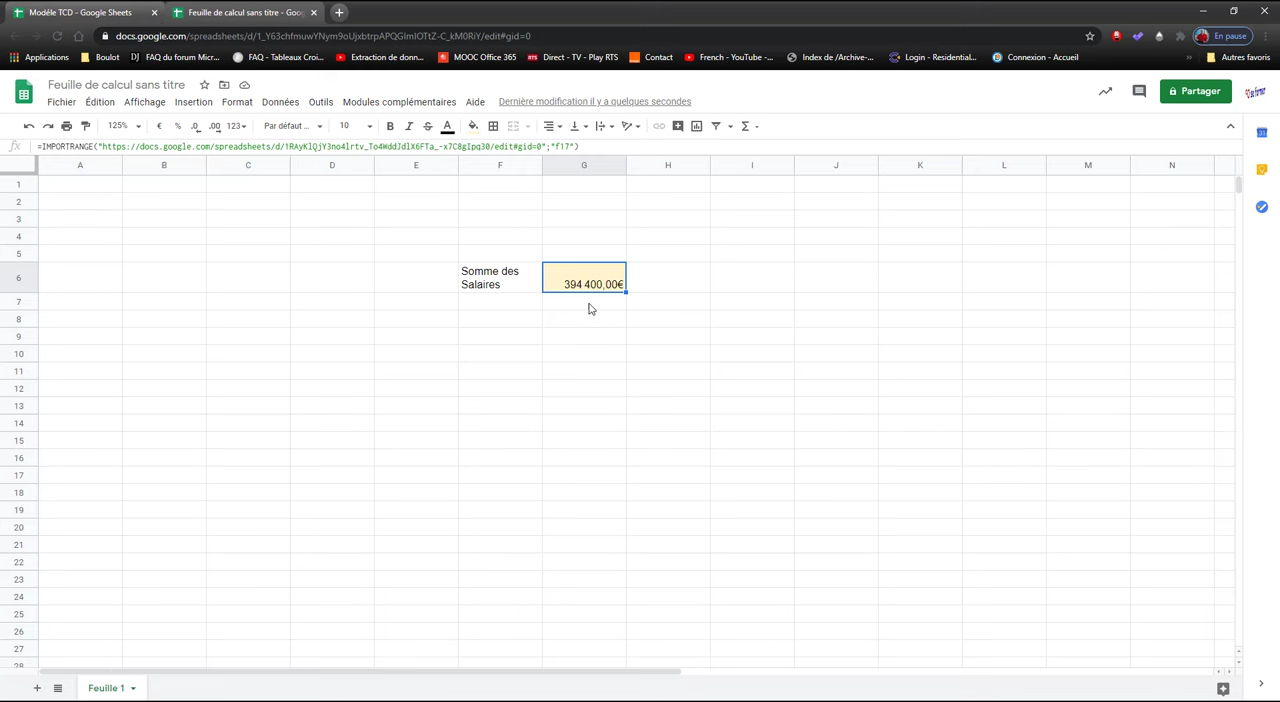 Modèle TCD - Google Sheets
Feuille de calcul sans titre - Goog
docs.google.com/spreadsheets/d/1_Y63chfmuwYNym9oUjxbtrpAPQGImlOTtZ-C_kM0RiY/edit#gid=0
En pause
Applications
Boulot
FAQ du forum Micr...
FAQ - Tableaux Croi...
Extraction de donn...
MOOC Office 365
Direct - TV - Play RTS
Contact
French - YouTube -...
Index de /Archive-...
Login - Residential...
Connexion - Accueil
»
Autres favoris
Feuille de calcul sans titre
Fichier Édition Affichage Insertion Format Données Outils Modules complémentaires Aide Dernière modification il y a quelques secondes
Partager
125% € % .0 .00 123 Par défaut ... 10 B I S A Σ
fx =IMPORTRANGE("https://docs.google.com/spreadsheets/d/1RAyKlQjY3no4lrtv_To4WddJdlX6FTa_-x7C8gIpq30/edit#gid=0";"f17")
A B C D E F G H I J K L M N
1
2
3
4
5
6
Somme des
Salaires
394 400,00€
7
8
9
10
11
12
13
14
15
16
17
18
19
20
21
22
23
24
25
26
27
28
Feuille 1